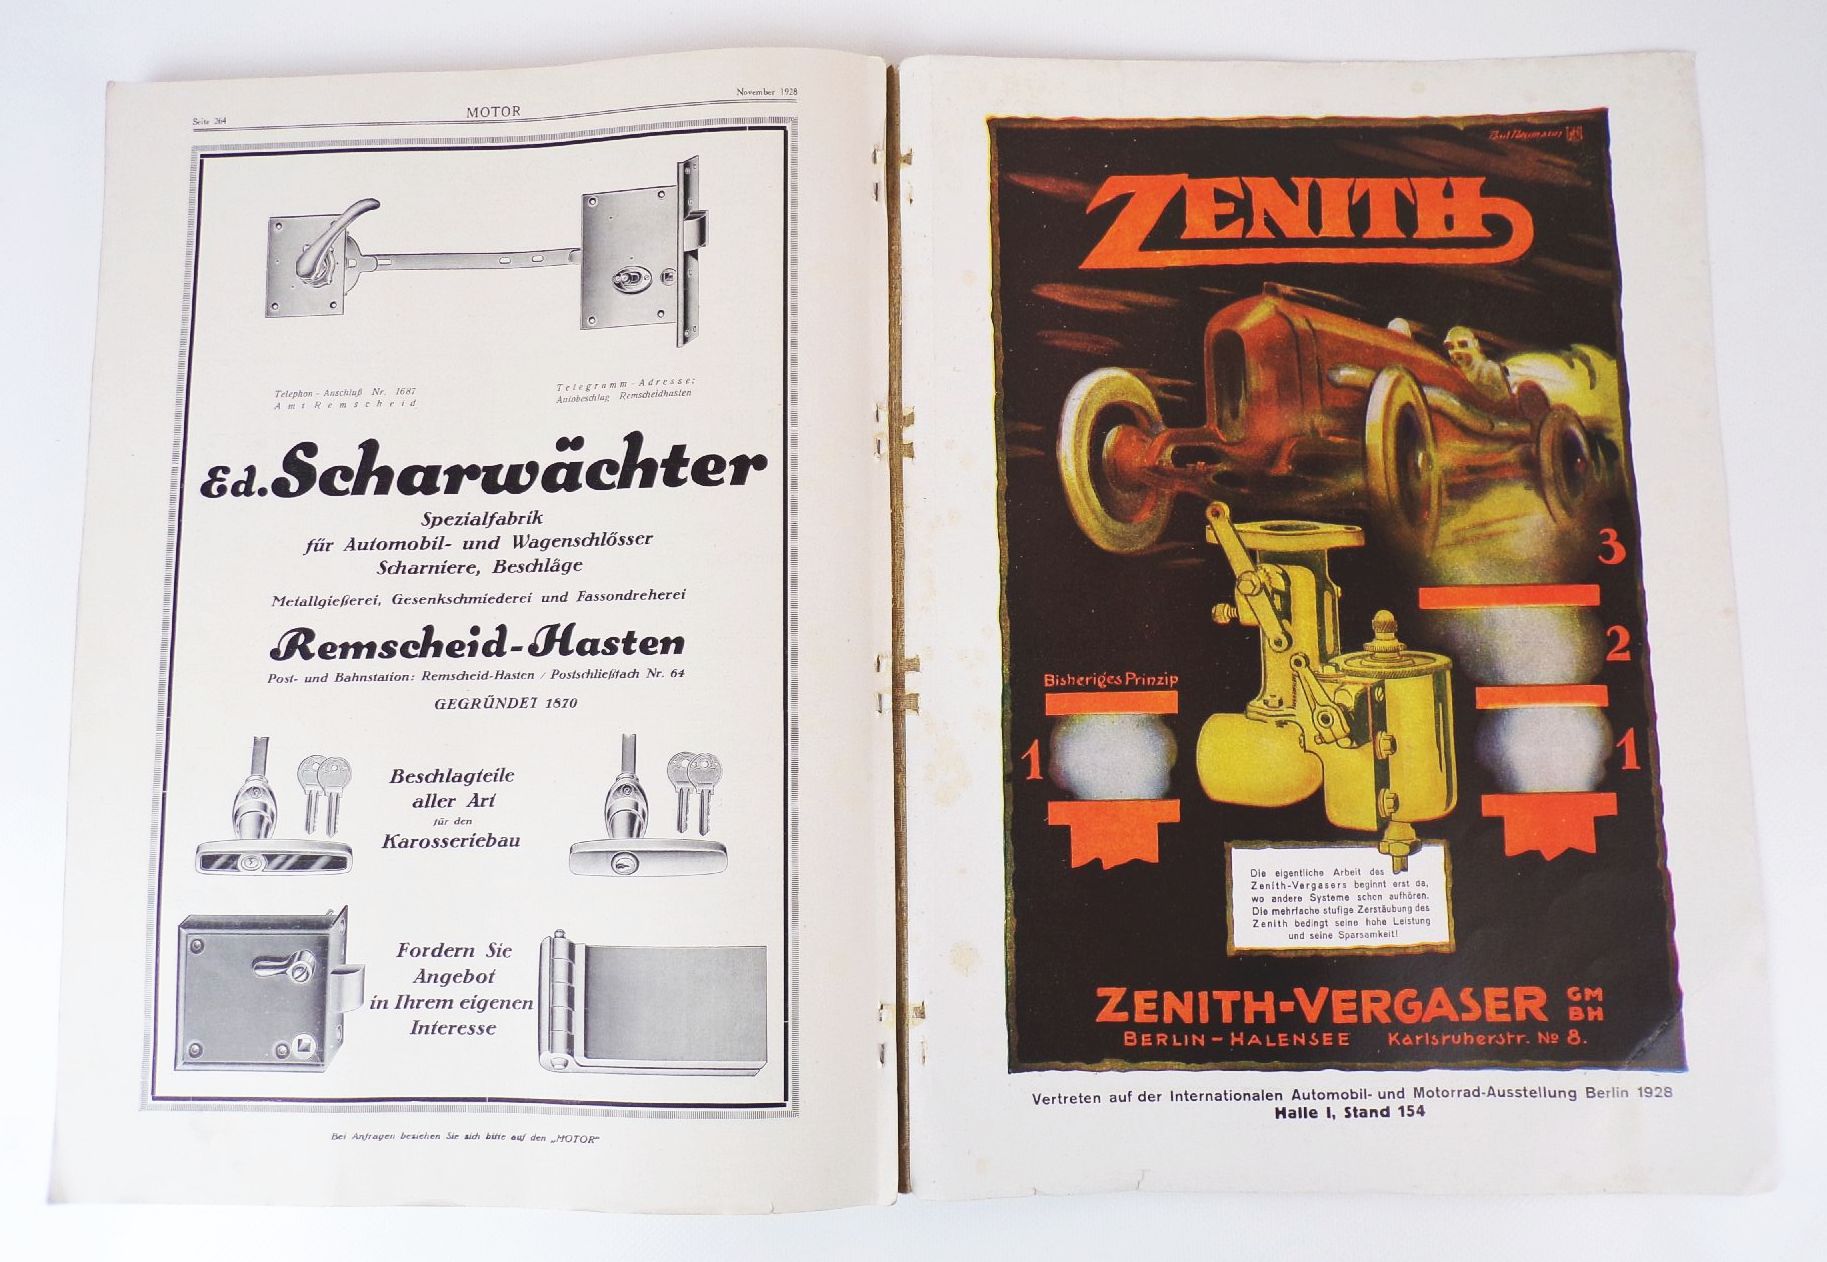 Seite 264
MOTOR
November 1928
Telephon-Anschluß Nr. 1687
Amt Remscheid
Telegramm-Adresse:
Autobeschlag Remscheidhasten
Ed. Scharwächter
Spezialfabrik
für Automobil- und Wagenschlösser
Scharniere, Beschläge
Metallgießerei, Gesenkschmiederei und Fassondreherei
Remscheid-Hasten
Post- und Bahnstation: Remscheid-Hasten / Postschließfach Nr. 64
GEGRÜNDET 1870
Beschlagteile
aller Art
für den
Karosseriebau
Fordern Sie
Angebot
in Ihrem eigenen
Interesse
Bei Anfragen beziehen Sie sich bitte auf den „MOTOR“
Paul Neumann
ZENITH
3
2
1
Bisheriges Prinzip
1
Die eigentliche Arbeit des
Zenith-Vergasers beginnt erst da,
wo andere Systeme schon aufhören.
Die mehrfache stufige Zerstäubung des
Zenith bedingt seine hohe Leistung
und seine Sparsamkeit!
ZENITH-VERGASER GM BH
BERLIN-HALENSEE Karlsruherstr. No 8.
Vertreten auf der Internationalen Automobil- und Motorrad-Ausstellung Berlin 1928
Halle I, Stand 154